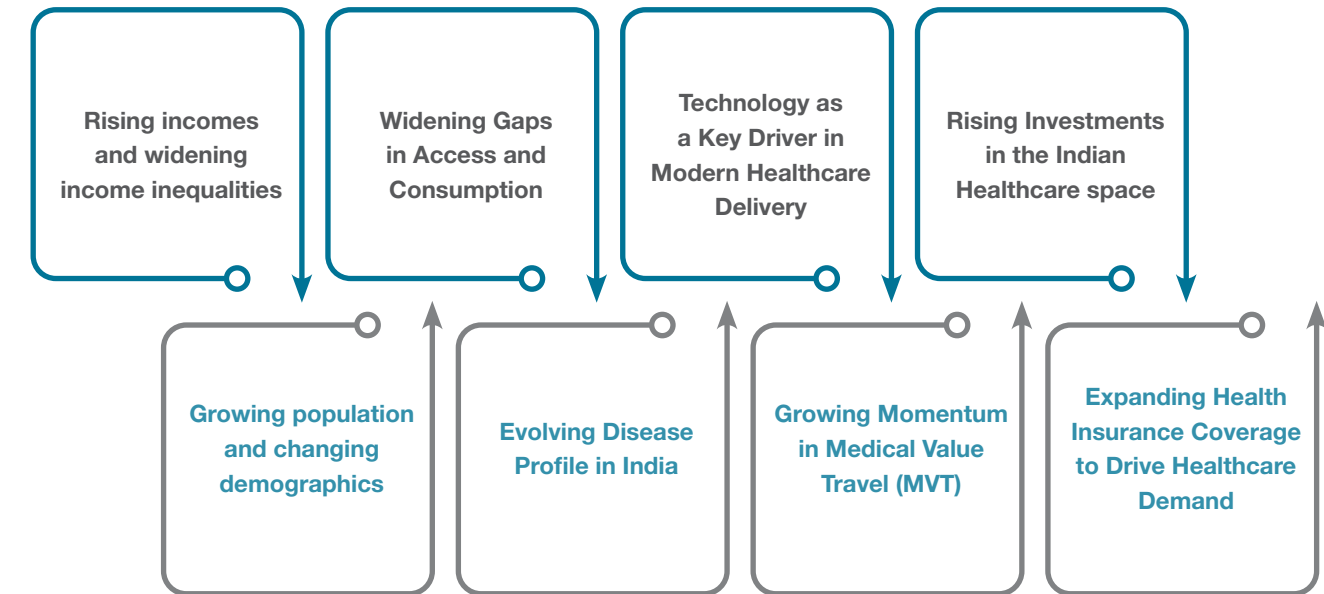 Rising incomes
and widening
income inequalities
Growing population
and changing
demographics
Widening Gaps
in Access and
Consumption
Evolving Disease
Profile in India
Technology as
a Key Driver in
Modern Healthcare
Delivery
Growing Momentum
in Medical Value
Travel (MVT)
Rising Investments
in the Indian
Healthcare space
Expanding Health
Insurance Coverage
to Drive Healthcare
Demand